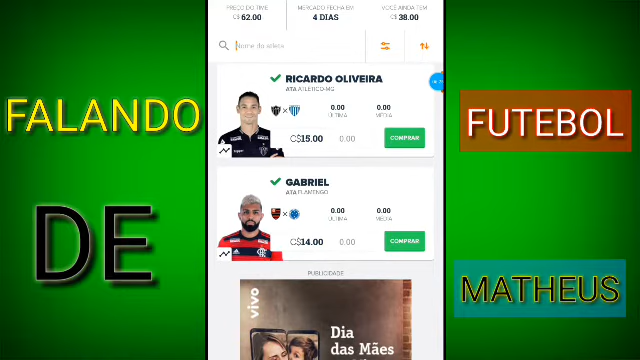 FALANDO
DE
FUTEBOL
MATHEUS
PREÇO DO TIME
C$ 62.00
MERCADO FECHA EM
4 DIAS
VOCÊ AINDA TEM
C$ 38.00
Nome do atleta
RICARDO OLIVEIRA
ATA ATLÉTICO-MG
X
0.00
ÚLTIMA
0.00
MÉDIA
C$15.00
0.00
COMPRAR
GABRIEL
ATA FLAMENGO
X
0.00
ÚLTIMA
0.00
MÉDIA
C$14.00
0.00
COMPRAR
PUBLICIDADE
vivo
Dia
das Mães